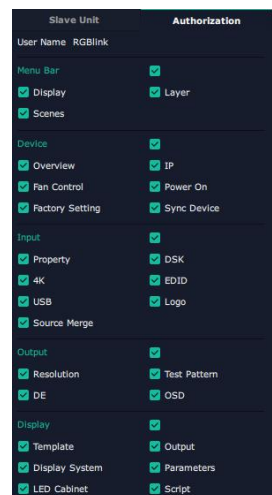 Slave Unit Authorization
User Name RGBlink
Menu Bar
Display Layer
Scenes
Device
Overview IP
Fan Control Power On
Factory Setting Sync Device
Input
Property DSK
4K EDID
USB Logo
Source Merge
Output
Resolution Test Pattern
DE OSD
Display
Template Output
Display System Parameters
LED Cabinet Script